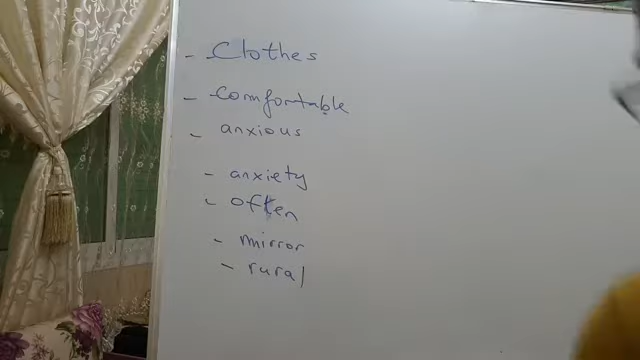 - Clothes
- Comfortable
- anxious
- anxiety
- often
- mirror
- rural